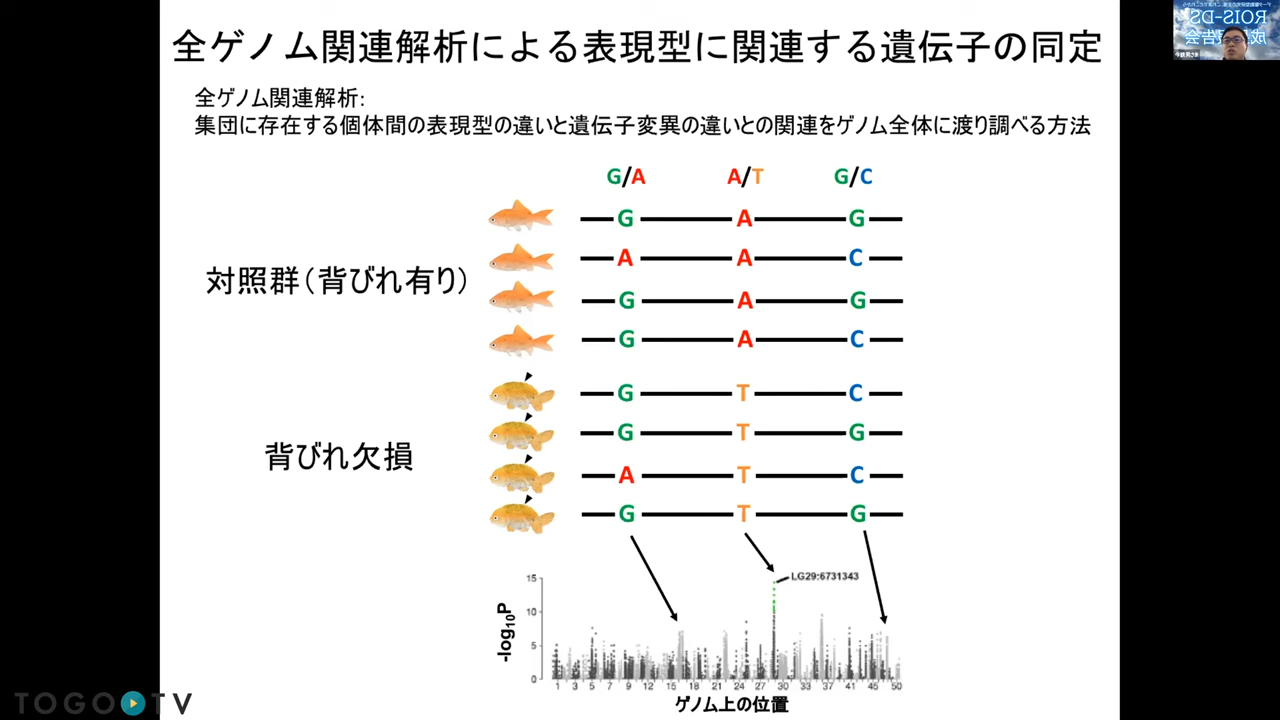 全ゲノム関連解析による表現型に関連する遺伝子の同定
ROIS-DS
全ゲノム関連解析:
集団に存在する個体間の表現型の違いと遺伝子変異の違いとの関連をゲノム全体に渡り調べる方法
G/A A/T G/C
G A G
A A C
対照群(背びれ有り)
G A G
G A C
G T C
G T G
背びれ欠損
A T C
G T G
LG29:6731343
15
10
5
0
-log10P
1 3 5 7 9 12 15 18 21 24 27 30 33 37 41 45 50
ゲノム上の位置
TOGO TV